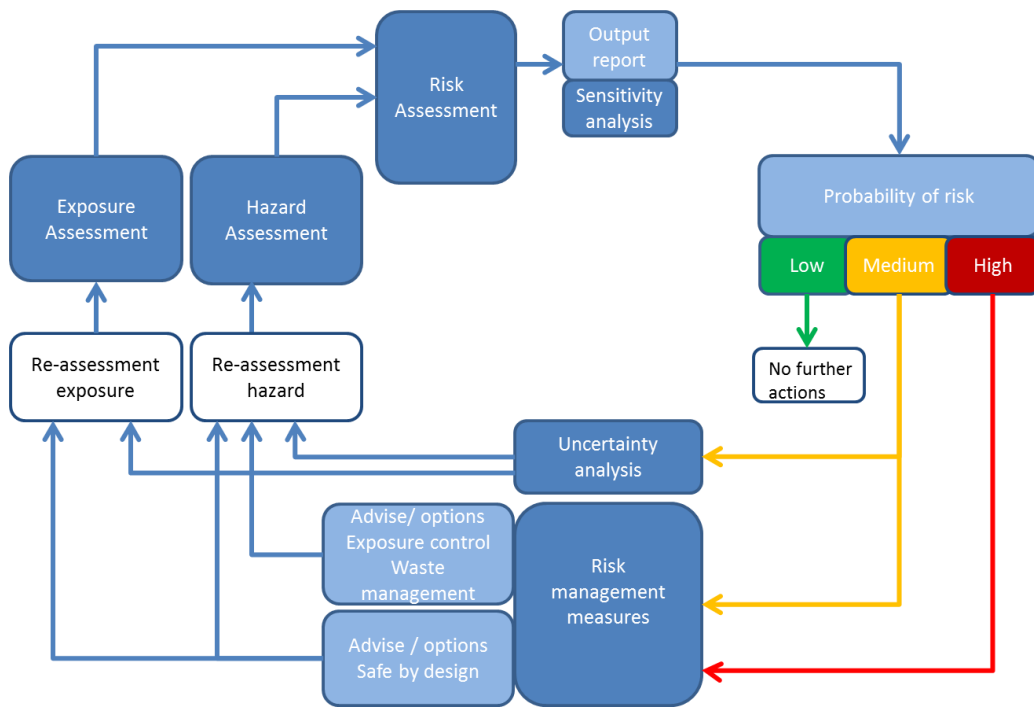 Output
report
Risk
Assessment
Sensitivity
analysis
Exposure
Assessment
Hazard
Assessment
Probability of risk
Low
Medium
High
Re-assessment
exposure
Re-assessment
hazard
No further
actions
Uncertainty
analysis
Advise/ options
Exposure control
Waste
management
Risk
management
measures
Advise / options
Safe by design